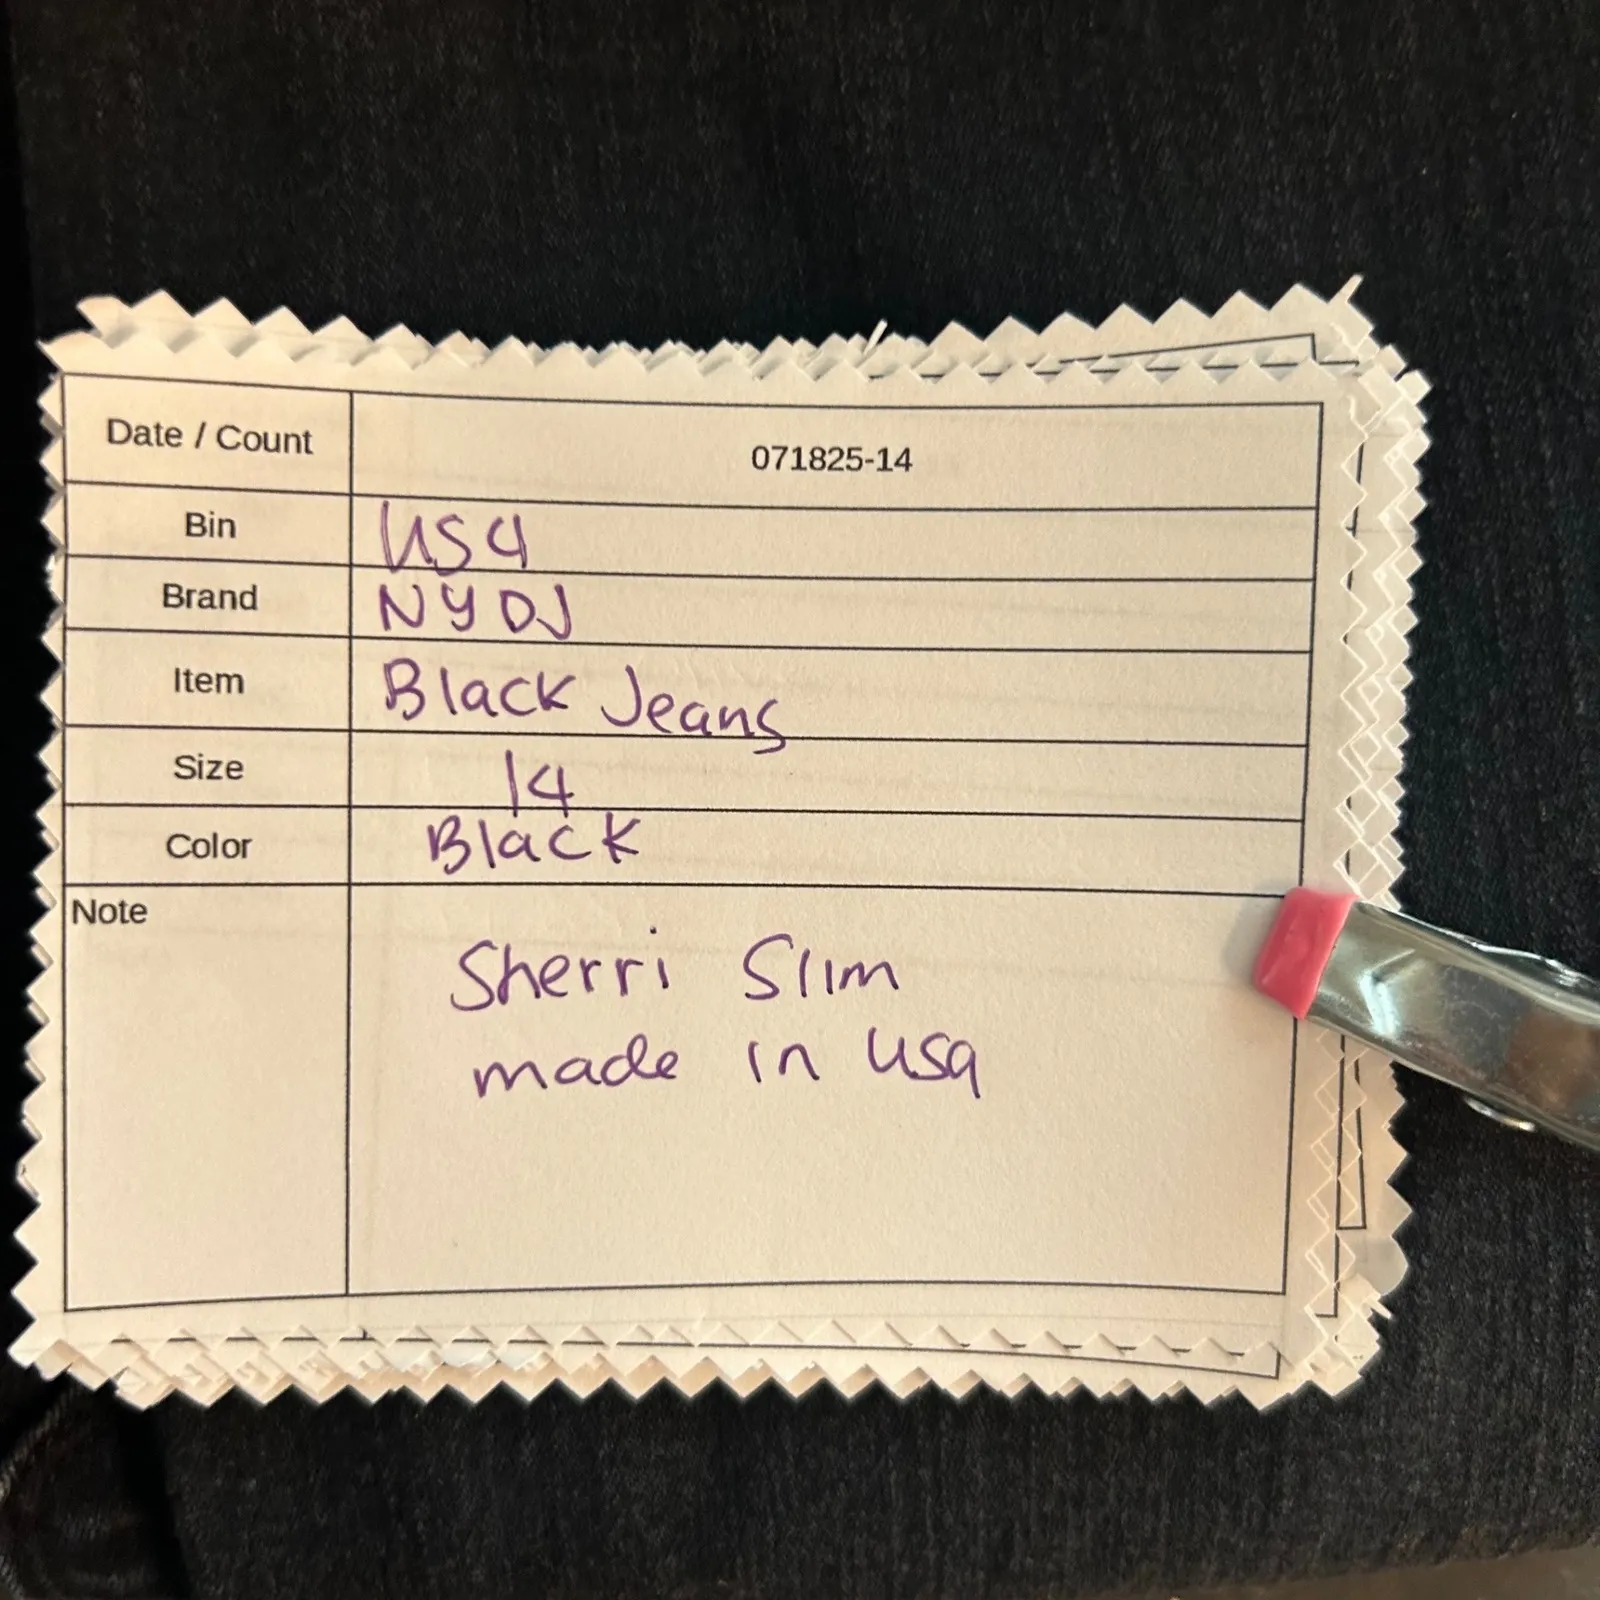 Date / Count 071825-14
Bin US4
Brand NYDJ
Item Black Jeans
Size 14
Color Black
Note
Sherri Slim
made in usa